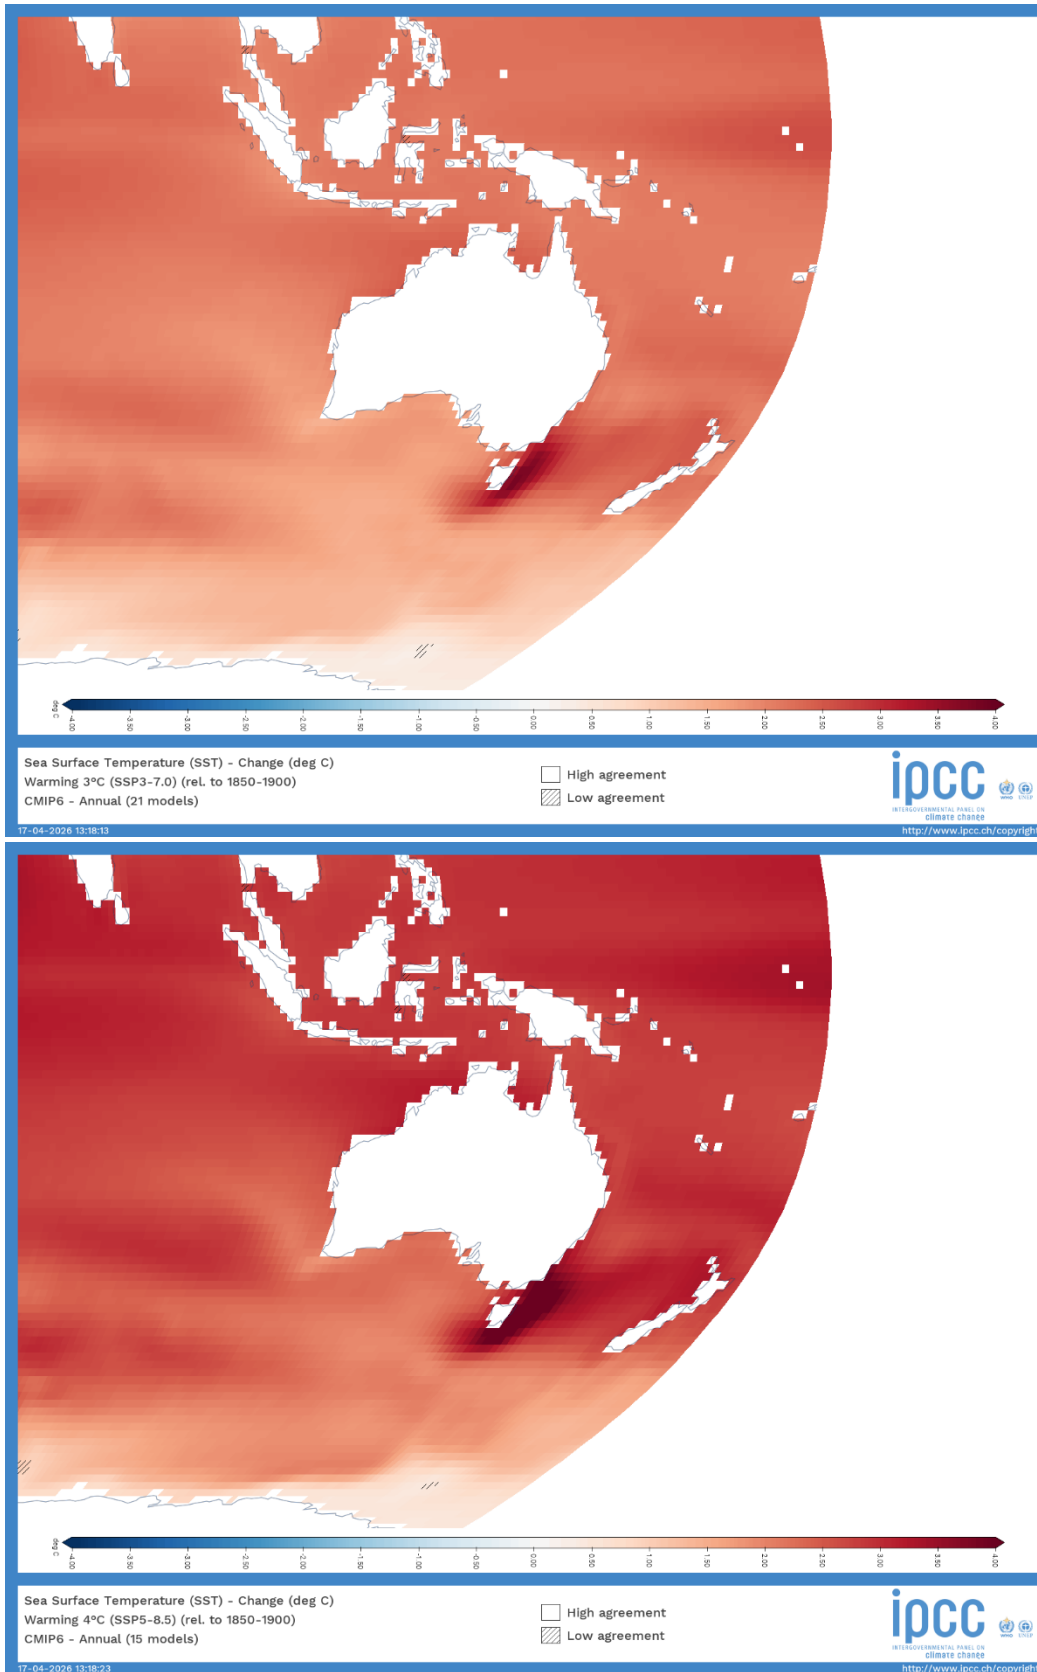 deg C
-4.00 -3.50 -3.00 -2.50 -2.00 -1.50 -1.00 -0.50 0.00 0.50 1.00 1.50 2.00 2.50 3.00 3.50 4.00
Sea Surface Temperature (SST) - Change (deg C)
Warming 3°C (SSP3-7.0) (rel. to 1850-1900)
CMIP6 - Annual (21 models)
High agreement
Low agreement
ipcc
INTERGOVERNMENTAL PANEL ON
climate change
WMO
UNEP
17-04-2026 13:18:13
http://www.ipcc.ch/copyright
deg C
-4.00 -3.50 -3.00 -2.50 -2.00 -1.50 -1.00 -0.50 0.00 0.50 1.00 1.50 2.00 2.50 3.00 3.50 4.00
Sea Surface Temperature (SST) - Change (deg C)
Warming 4°C (SSP5-8.5) (rel. to 1850-1900)
CMIP6 - Annual (15 models)
High agreement
Low agreement
ipcc
INTERGOVERNMENTAL PANEL ON
climate change
WMO
UNEP
17-04-2026 13:18:23
http://www.ipcc.ch/copyright